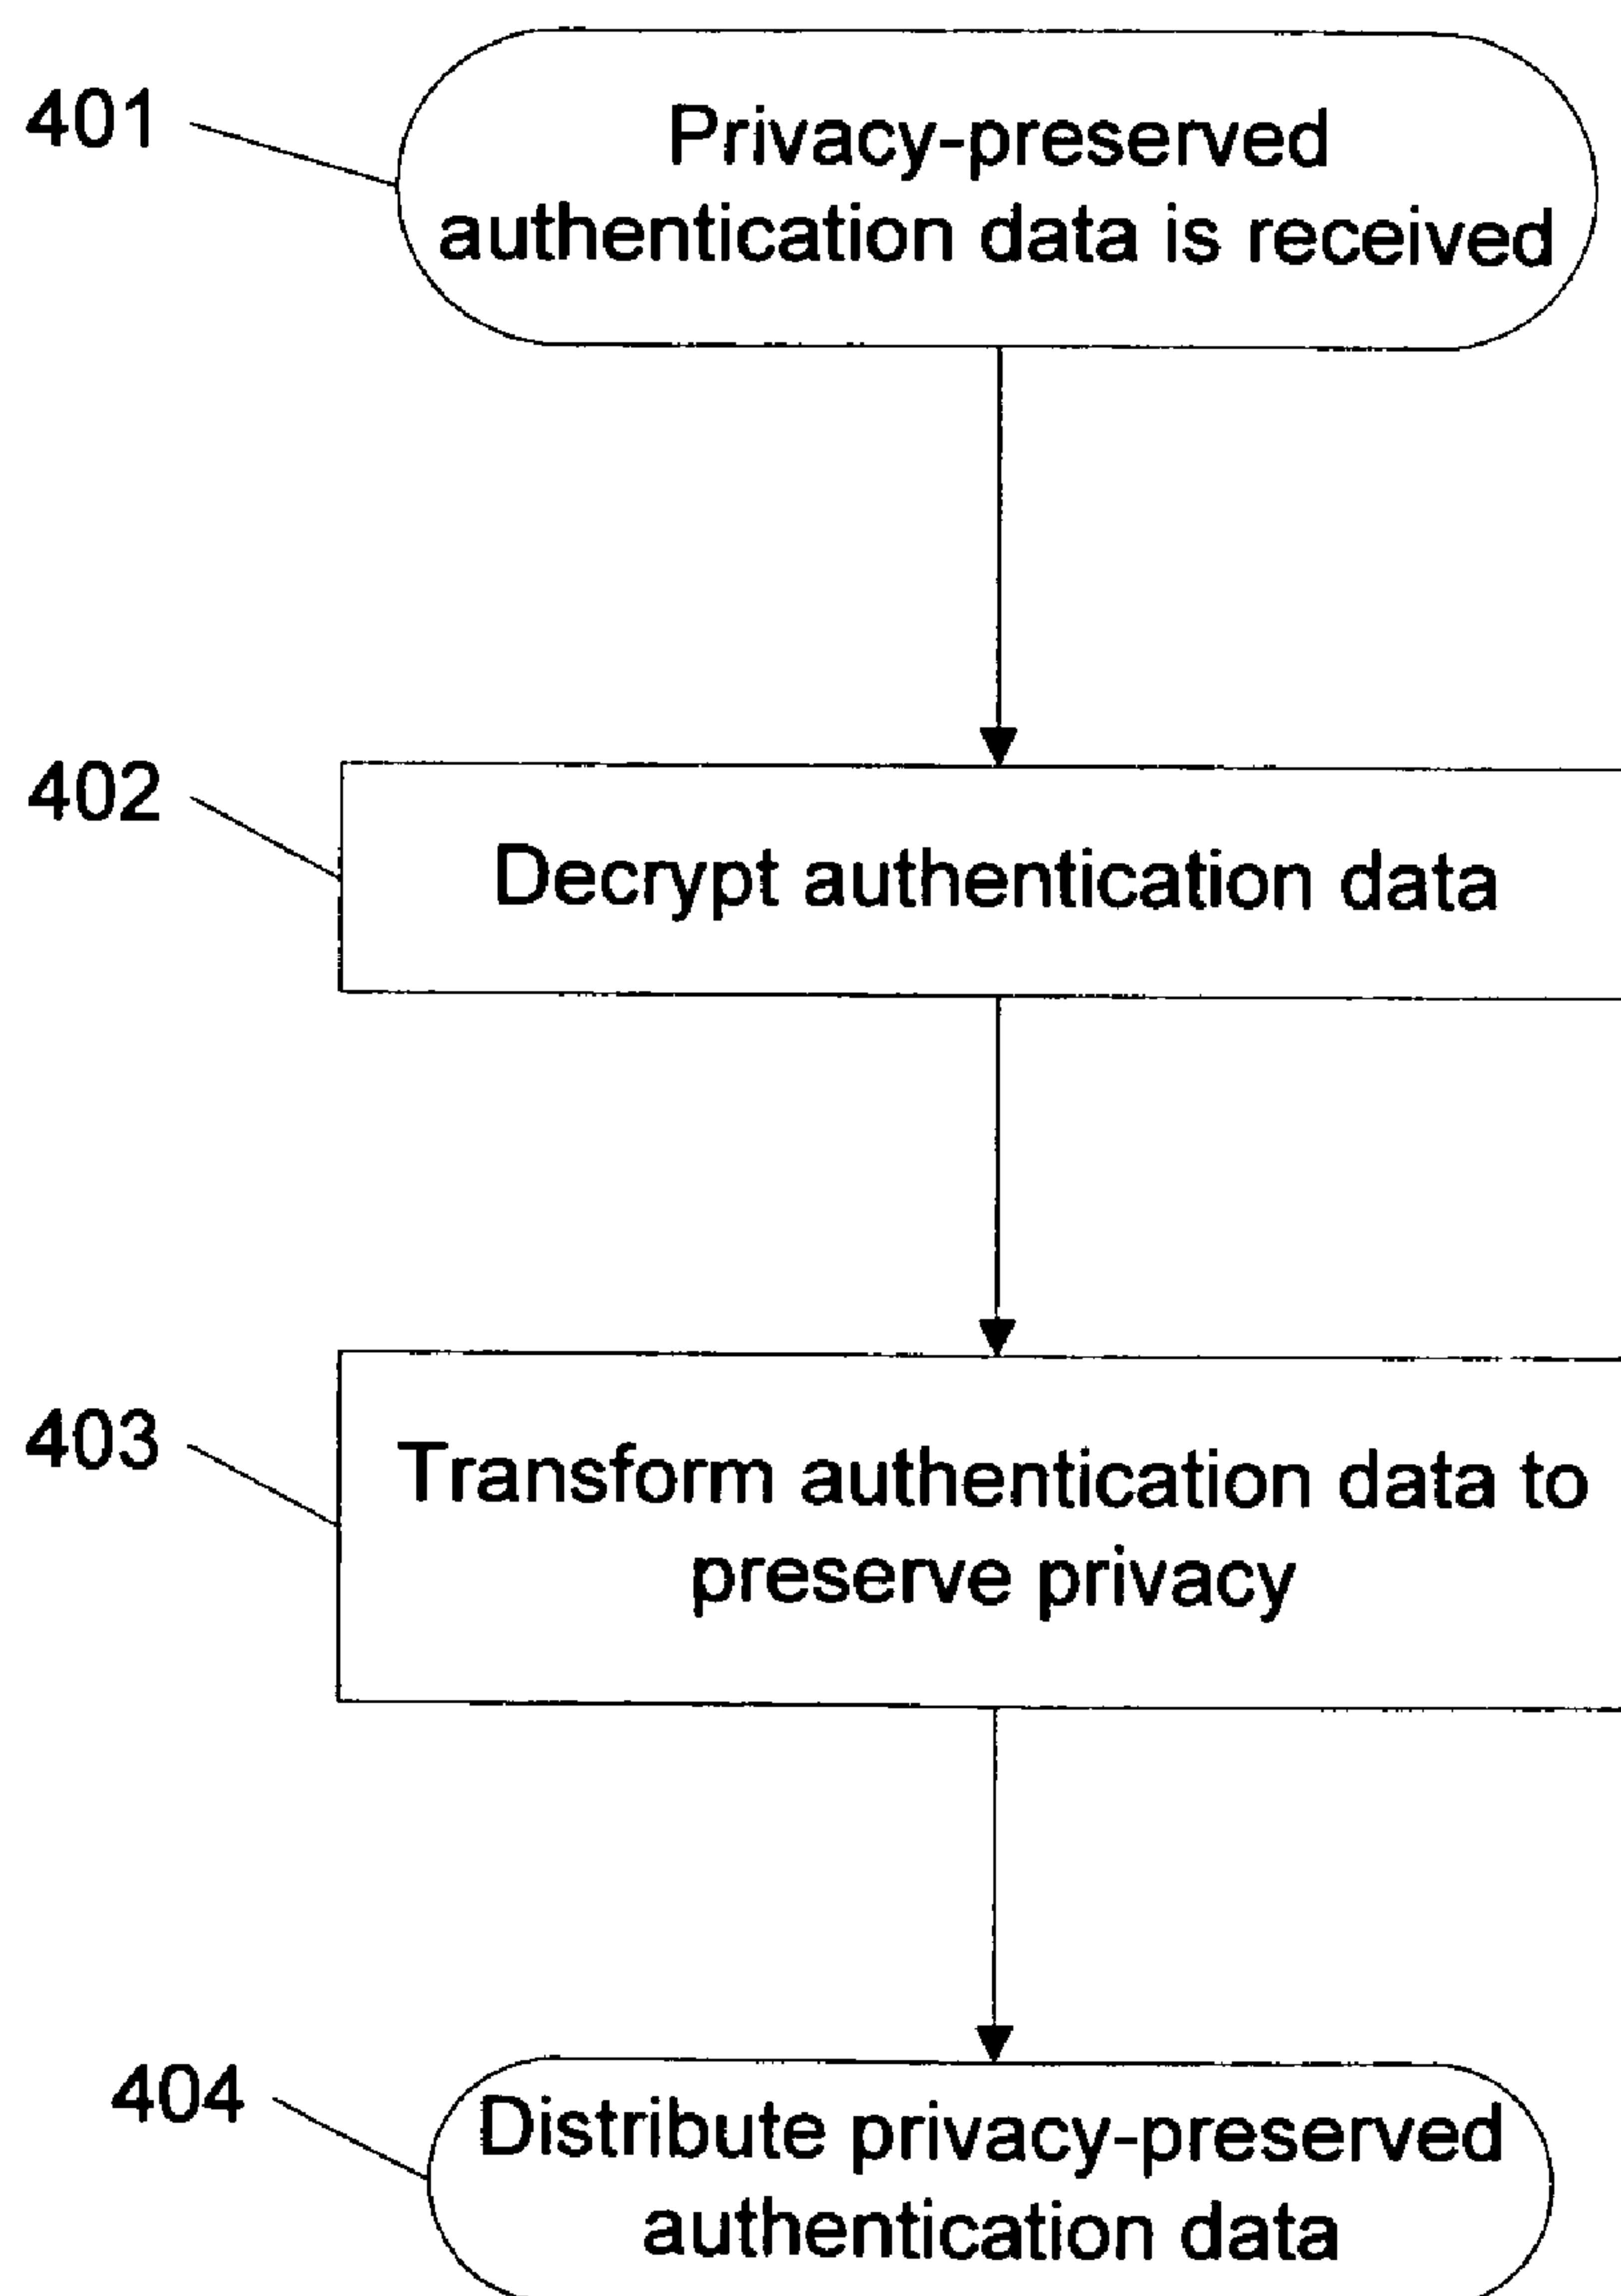 401
Privacy-preserved
authentication data is received
402
Decrypt authentication data
403
Transform authentication data to
preserve privacy
404
Distribute privacy-preserved
authentication data